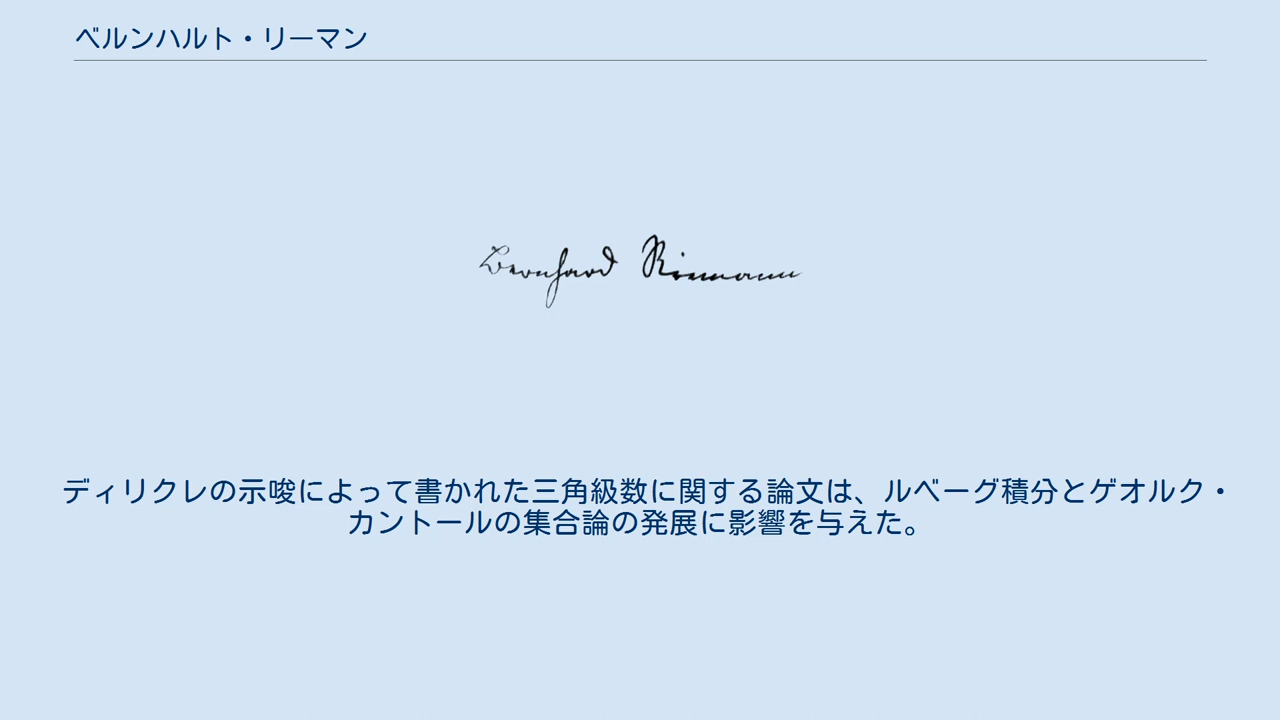 ベルンハルト・リーマン
Bernhard Riemann
ディリクレの示唆によって書かれた三角級数に関する論文は、ルベーグ積分とゲオルク・
カントールの集合論の発展に影響を与えた。